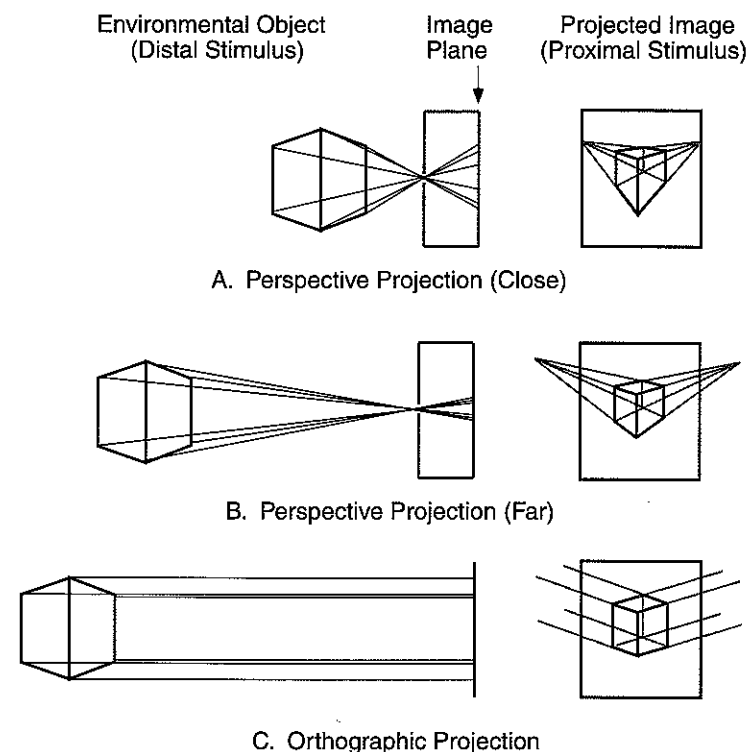 Environmental Object
(Distal Stimulus)
Image
Plane
Projected Image
(Proximal Stimulus)
A. Perspective Projection (Close)
B. Perspective Projection (Far)
C. Orthographic Projection